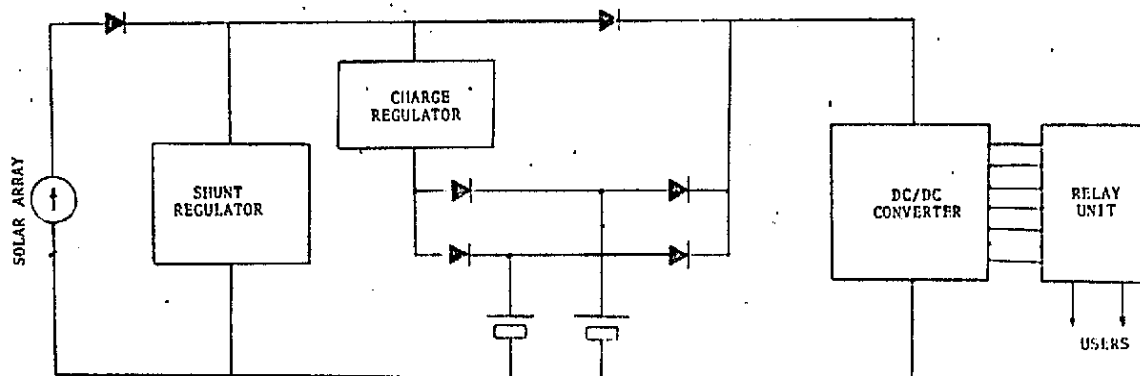 CHARGE
REGULATOR
SHUNT
REGULATOR
SOLAR ARRAY
DC/DC
CONVERTER
RELAY
UNIT
USERS